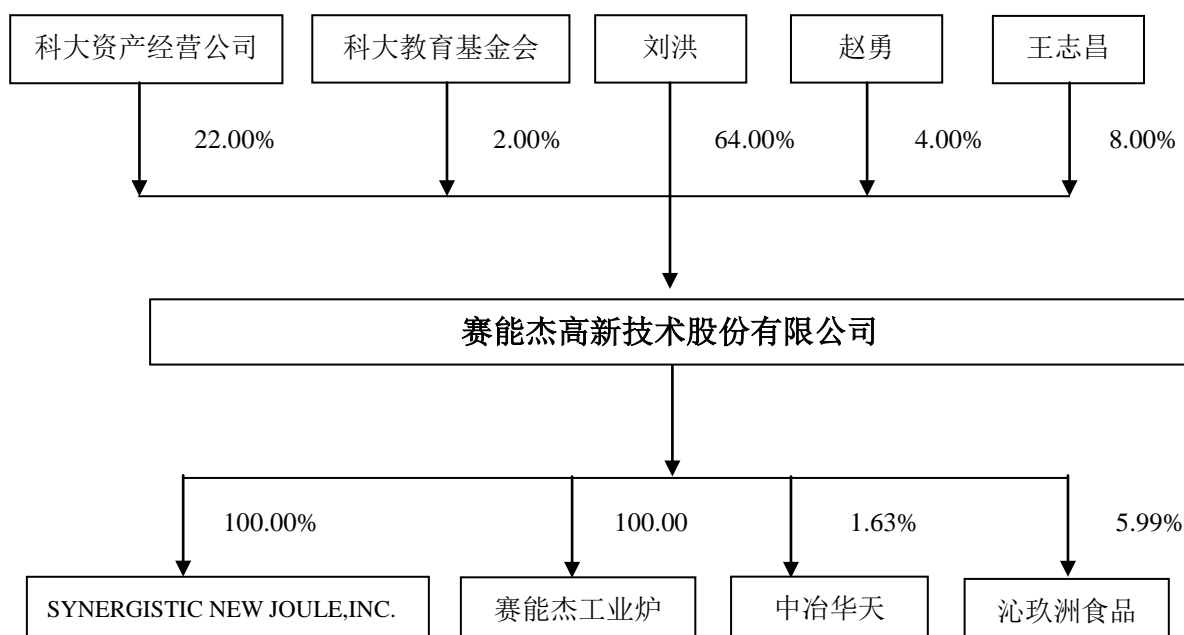 科大资产经营公司
科大教育基金会
刘洪
赵勇
王志昌
22.00%
2.00%
64.00%
4.00%
8.00%
赛能杰高新技术股份有限公司
100.00%
100.00
1.63%
5.99%
SYNERGISTIC NEW JOULE,INC.
赛能杰工业炉
中冶华天
沁玖洲食品